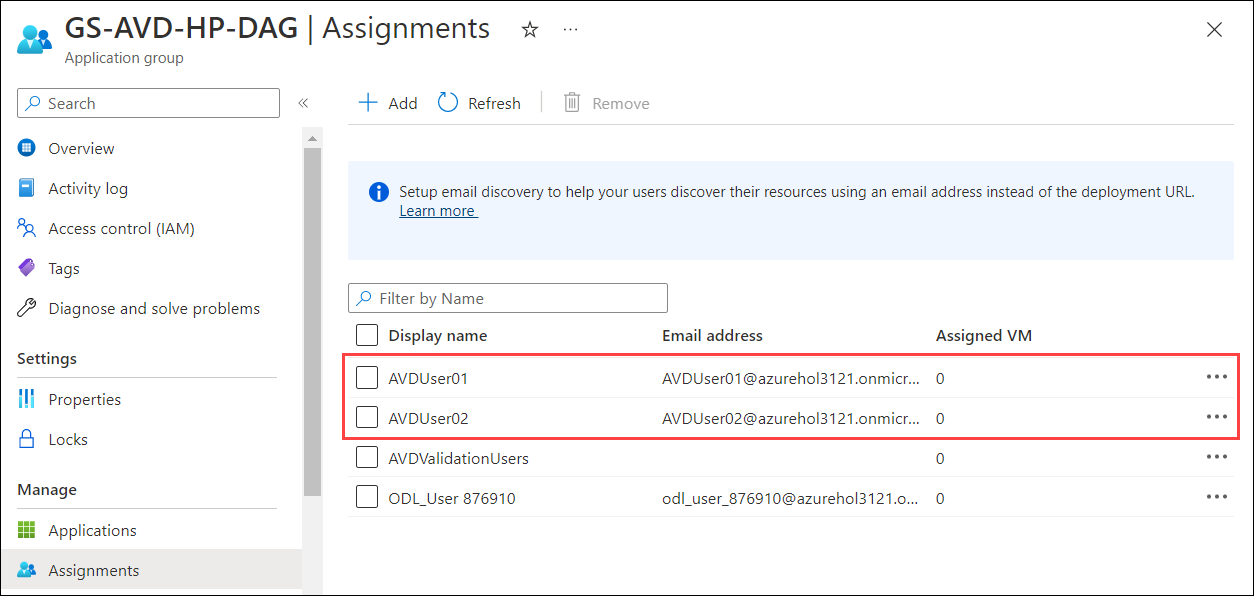 GS-AVD-HP-DAG | Assignments
Application group
Search
Overview
Activity log
Access control (IAM)
Tags
Diagnose and solve problems
Settings
Properties
Locks
Manage
Applications
Assignments
Add Refresh Remove
Setup email discovery to help your users discover their resources using an email address instead of the deployment URL.
Learn more
Filter by Name
Display name Email address Assigned VM
AVDUser01 AVDUser01@azurehol3121.onmicr... 0
AVDUser02 AVDUser02@azurehol3121.onmicr... 0
AVDValidationUsers 0
ODL_User 876910 odl_user_876910@azurehol3121.o... 0